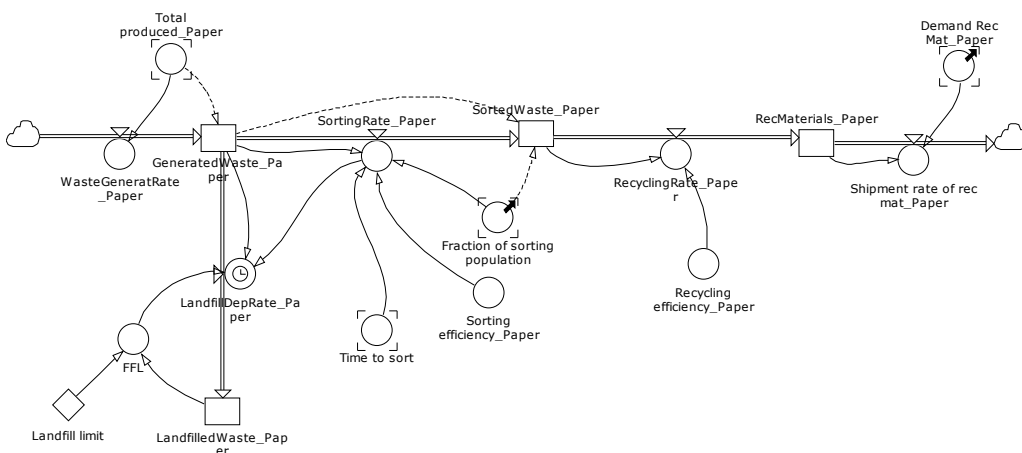 Total
produced_Paper
Demand Rec
Mat_Paper
SortingRate_Paper
SortedWaste_Paper
RecMaterials_Paper
GeneratedWaste_Pa
per
WasteGeneratRate
_Paper
RecyclingRate_Pape
r
Shipment rate of rec
mat_Paper
Fraction of sorting
population
LandfillDepRate_Pa
per
Recycling
efficiency_Paper
Sorting
efficiency_Paper
Time to sort
FFL
Landfill limit
LandfilledWaste_Pap
er